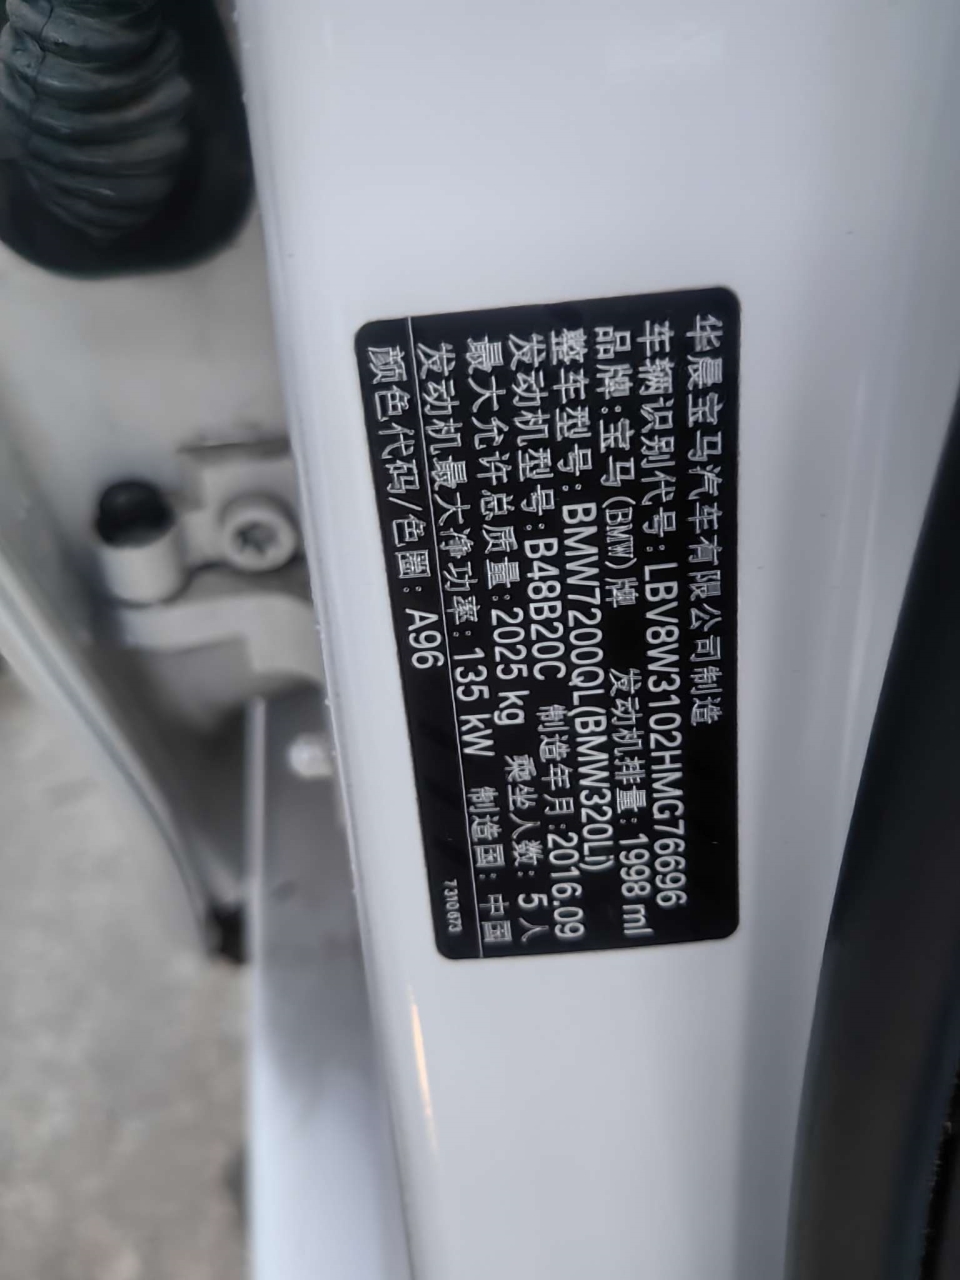 华晨宝马汽车有限公司制造
车辆识别代号：LBV8W3102HMG76696
品牌：宝马(BMW)牌 发动机排量：1998 ml
整车型号：BMW7200QL(BMW320Li)
发动机型号：B48B20C 制造年月：2016.09
最大允许总质量：2025 kg 乘坐人数：5人
发动机最大净功率：135 kW 制造国：中国
颜色代码/色圈：A96
7310673